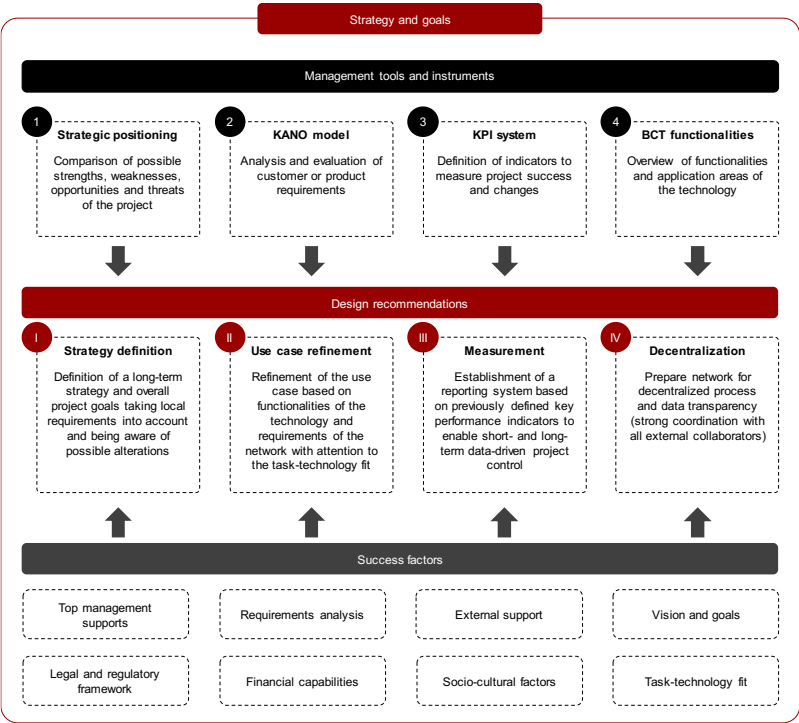 Strategy and goals
Management tools and instruments
1
Strategic positioning
Comparison of possible
strengths, weaknesses,
opportunities and threats
of the project
2
KANO model
Analysis and evaluation of
customer or product
requirements
3
KPI system
Definition of indicators to
measure project success
and changes
4
BCT functionalities
Overview of functionalities
and application areas of
the technology
Design recommendations
I
Strategy definition
Definition of a long-term
strategy and overall
project goals taking local
requirements into account
and being aware of
possible alterations
II
Use case refinement
Refinement of the use
case based on
functionalities of the
technology and
requirements of the
network with attention to
the task-technology fit
III
Measurement
Establishment of a
reporting system based
on previously defined key
performance indicators to
enable short- and long-
term data-driven project
control
IV
Decentralization
Prepare network for
decentralized process
and data transparency
(strong coordination with
all external collaborators)
Success factors
Top management
supports
Requirements analysis
External support
Vision and goals
Legal and regulatory
framework
Financial capabilities
Socio-cultural factors
Task-technology fit